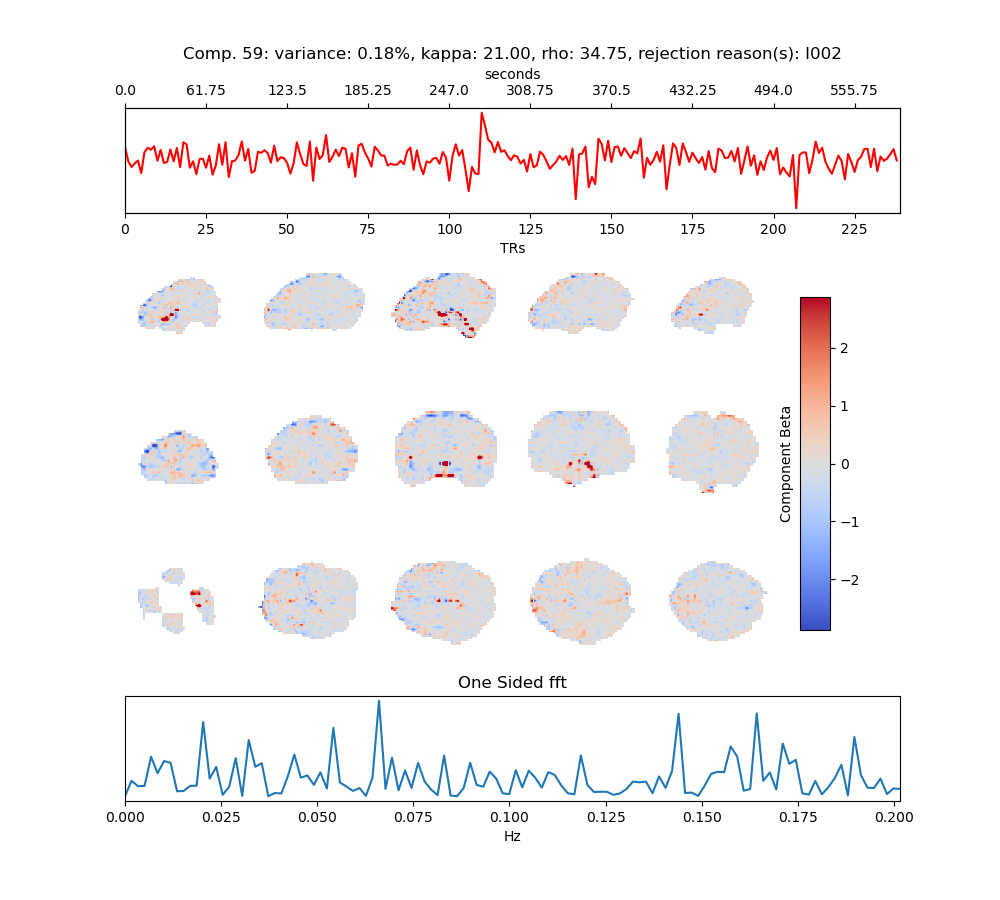 Comp. 59: variance: 0.18%, kappa: 21.00, rho: 34.75, rejection reason(s): I002
seconds
0.0 61.75 123.5 185.25 247.0 308.75 370.5 432.25 494.0 555.75
0 25 50 75 100 125 150 175 200 225
TRs
2
1
0
−1
−2
Component Beta
One Sided fft
0.000 0.025 0.050 0.075 0.100 0.125 0.150 0.175 0.200
Hz